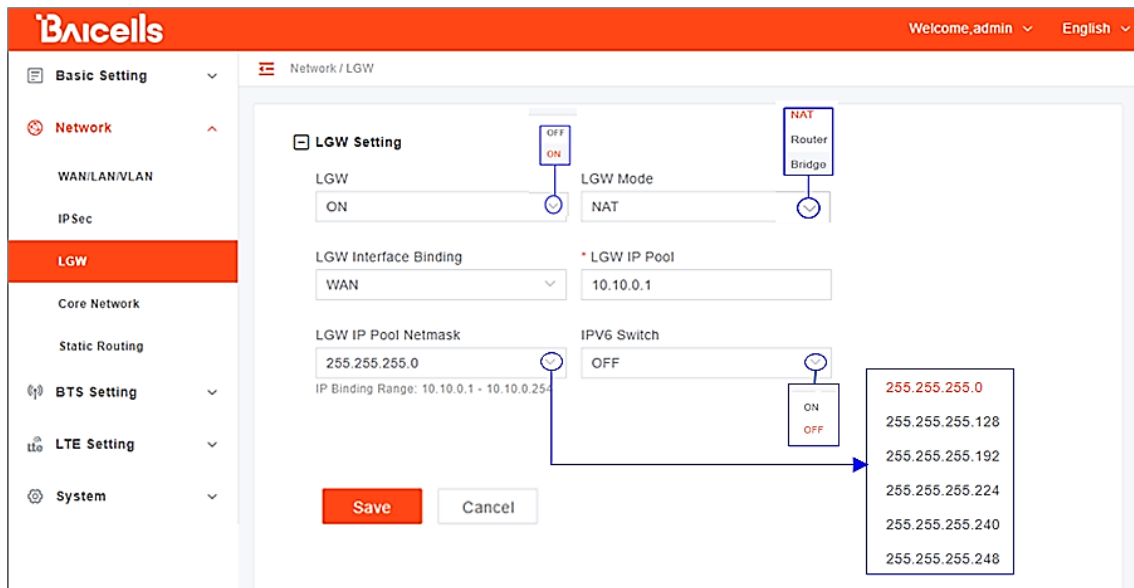 BAICELLS
Welcome,admin
English
Basic Setting
Network
WAN/LAN/VLAN
IPSec
LGW
Core Network
Static Routing
BTS Setting
LTE Setting
System
Network / LGW
LGW Setting
OFF
ON
NAT
Router
Bridge
LGW
ON
LGW Mode
NAT
LGW Interface Binding
WAN
* LGW IP Pool
10.10.0.1
LGW IP Pool Netmask
255.255.255.0
IP Binding Range: 10.10.0.1 - 10.10.0.254
IPV6 Switch
OFF
ON
OFF
255.255.255.0
255.255.255.128
255.255.255.192
255.255.255.224
255.255.255.240
255.255.255.248
Save
Cancel